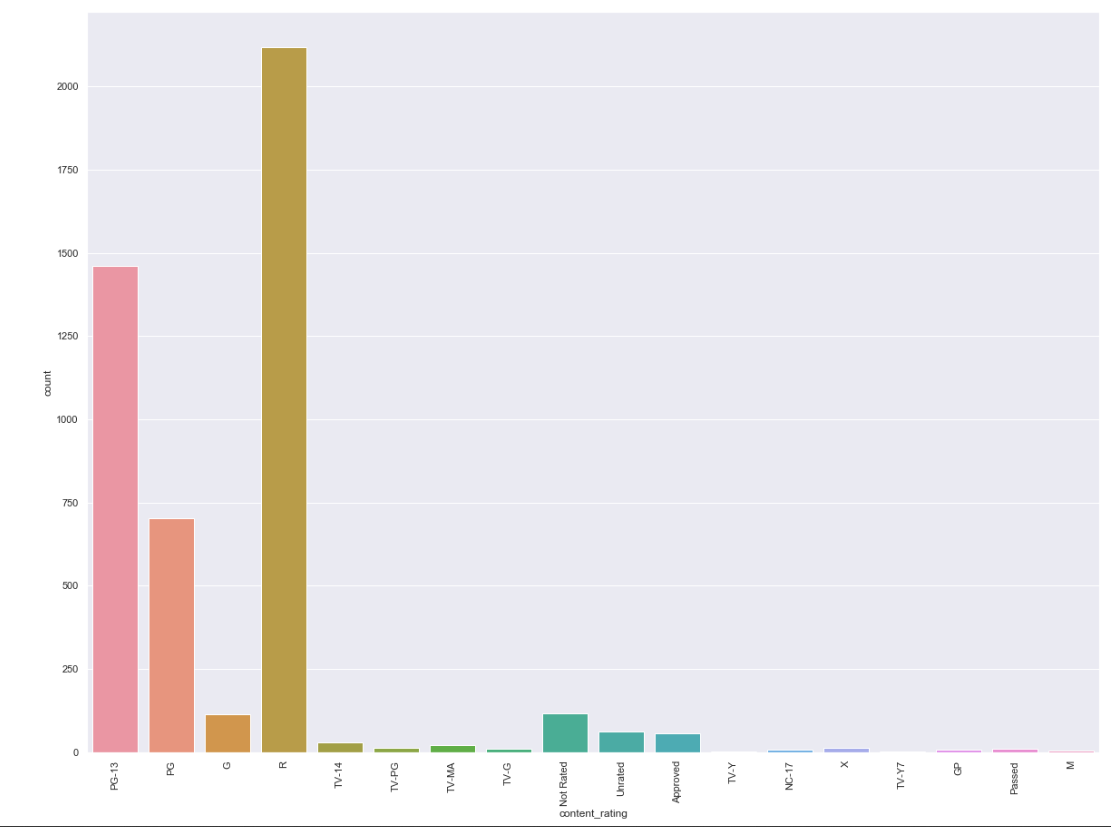 2000
1750
1500
1250
1000
750
500
250
0
count
PG-13
PG
G
R
TV-14
TV-PG
TV-MA
TV-G
Not Rated
Unrated
Approved
TV-Y
NC-17
X
TV-Y7
GP
Passed
M
content_rating